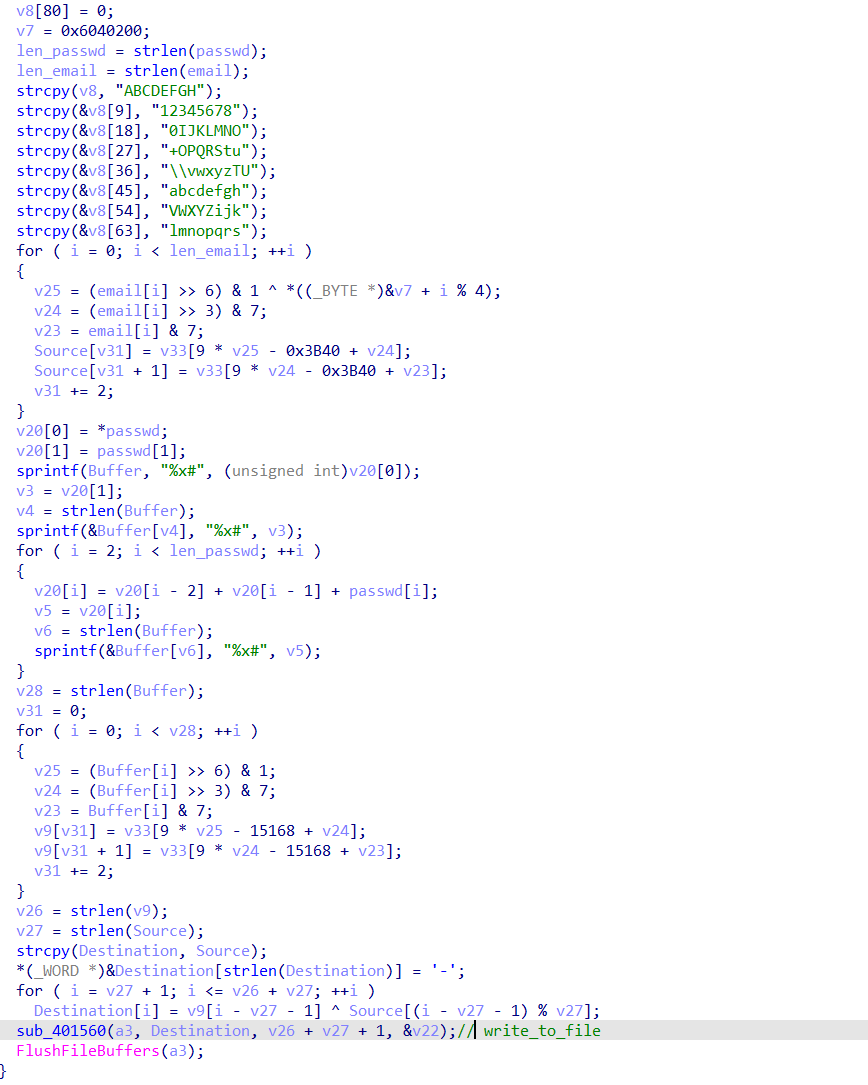 v8[80] = 0;
v7 = 0x6040200;
len_passwd = strlen(passwd);
len_email = strlen(email);
strcpy(v8, "ABCDEFGH");
strcpy(&v8[9], "12345678");
strcpy(&v8[18], "0IJKLMNO");
strcpy(&v8[27], "+OPQRStu");
strcpy(&v8[36], "\\vwxyzTU");
strcpy(&v8[45], "abcdefgh");
strcpy(&v8[54], "VWXYZijk");
strcpy(&v8[63], "lmnopqrs");
for ( i = 0; i < len_email; ++i )
{
v25 = (email[i] >> 6) & 1 ^ *((_BYTE *)&v7 + i % 4);
v24 = (email[i] >> 3) & 7;
v23 = email[i] & 7;
Source[v31] = v33[9 * v25 - 0x3B40 + v24];
Source[v31 + 1] = v33[9 * v24 - 0x3B40 + v23];
v31 += 2;
}
v20[0] = *passwd;
v20[1] = passwd[1];
sprintf(Buffer, "%x#", (unsigned int)v20[0]);
v3 = v20[1];
v4 = strlen(Buffer);
sprintf(&Buffer[v4], "%x#", v3);
for ( i = 2; i < len_passwd; ++i )
{
v20[i] = v20[i - 2] + v20[i - 1] + passwd[i];
v5 = v20[i];
v6 = strlen(Buffer);
sprintf(&Buffer[v6], "%x#", v5);
}
v28 = strlen(Buffer);
v31 = 0;
for ( i = 0; i < v28; ++i )
{
v25 = (Buffer[i] >> 6) & 1;
v24 = (Buffer[i] >> 3) & 7;
v23 = Buffer[i] & 7;
v9[v31] = v33[9 * v25 - 15168 + v24];
v9[v31 + 1] = v33[9 * v24 - 15168 + v23];
v31 += 2;
}
v26 = strlen(v9);
v27 = strlen(Source);
strcpy(Destination, Source);
*(_WORD *)&Destination[strlen(Destination)] = '-';
for ( i = v27 + 1; i <= v26 + v27; ++i )
Destination[i] = v9[i - v27 - 1] ^ Source[(i - v27 - 1) % v27];
sub_401560(a3, Destination, v26 + v27 + 1, &v22);// write_to_file
FlushFileBuffers(a3);
}